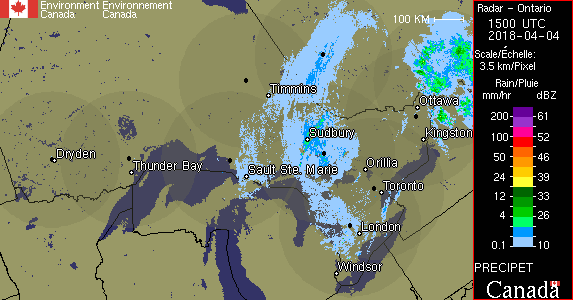 Environment Environnement
Canada Canada
100 KM
Timmins
Ottawa
Sudbury
Kingston
Dryden
Thunder Bay
Sault Ste. Marie
Orillia
Toronto
London
Windsor
Radar - Ontario
1500 UTC
2018-04-04
Scale/Échelle:
3.5 km/Pixel
Rain/Pluie
mm/hr dBZ
200 61
100 52
50 46
24 39
12 33
4 26
0.1 10
PRECIPET
Canada